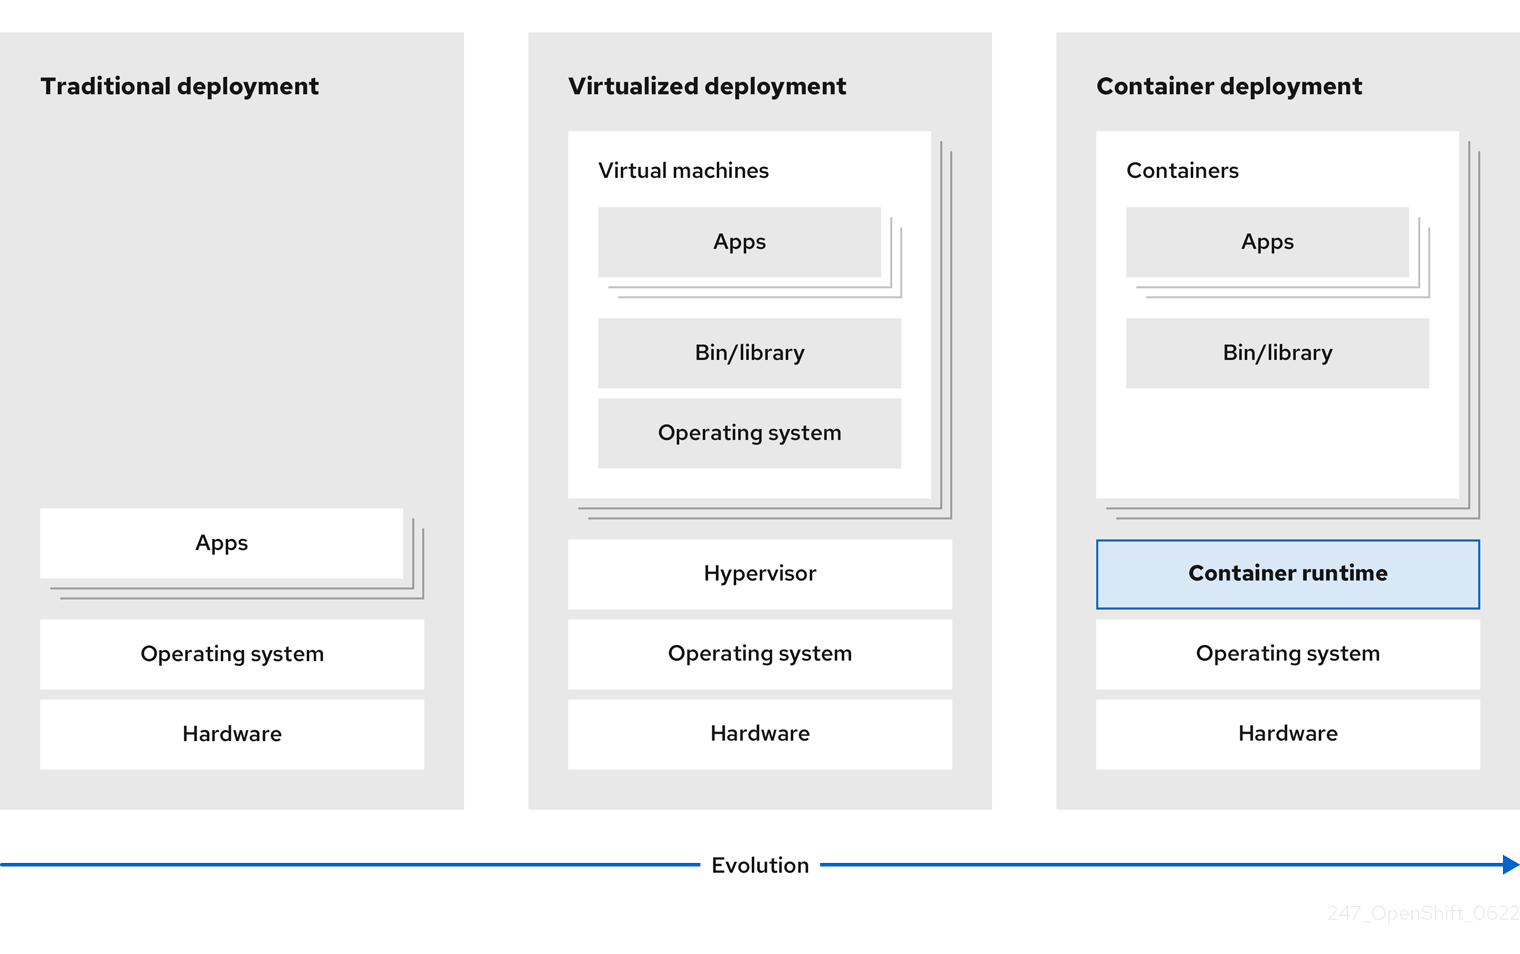 Traditional deployment
Apps
Operating system
Hardware
Virtualized deployment
Virtual machines
Apps
Bin/library
Operating system
Hypervisor
Operating system
Hardware
Container deployment
Containers
Apps
Bin/library
Container runtime
Operating system
Hardware
Evolution
247_OpenShift_0622